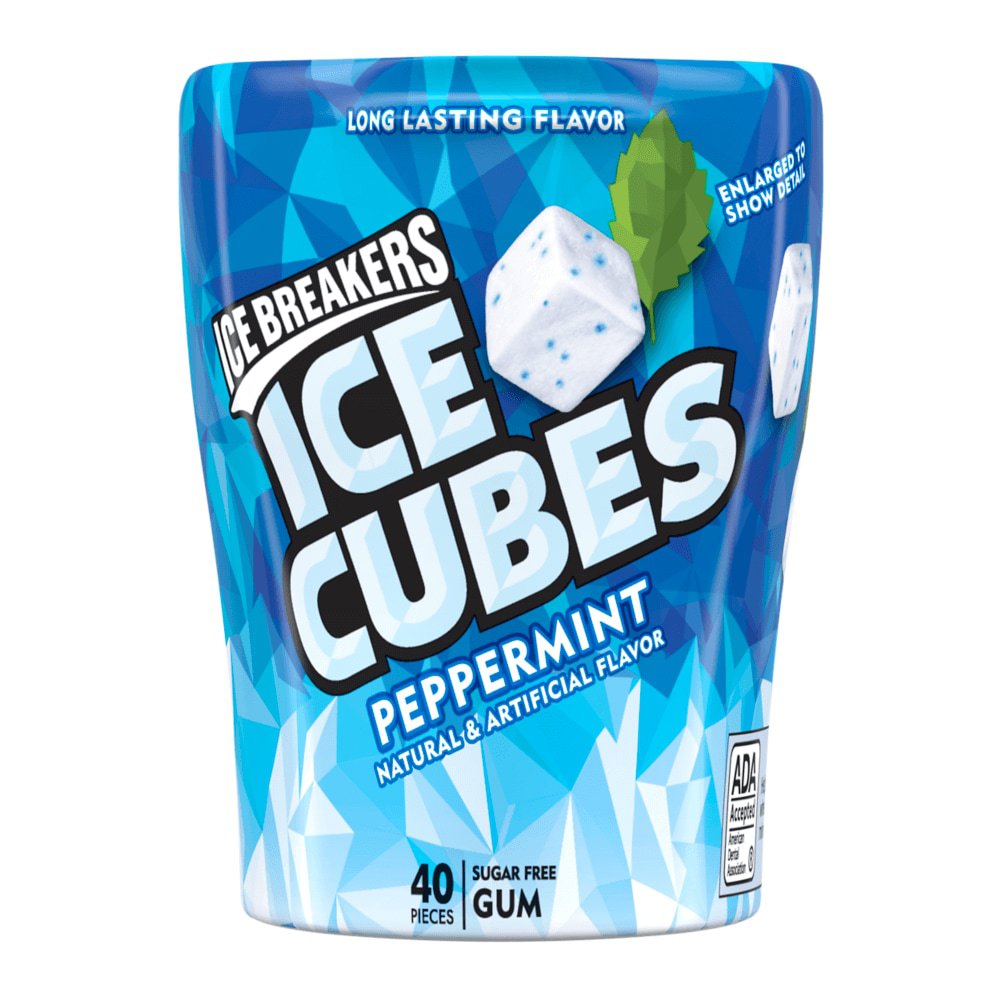 LONG LASTING FLAVOR
ENLARGED TO
SHOW DETAIL
ICE BREAKERS
ICE
CUBES
PEPPERMINT
NATURAL & ARTIFICIAL FLAVOR
ADA
Accepted
American
Dental
Association
®
40
PIECES
SUGAR FREE
GUM